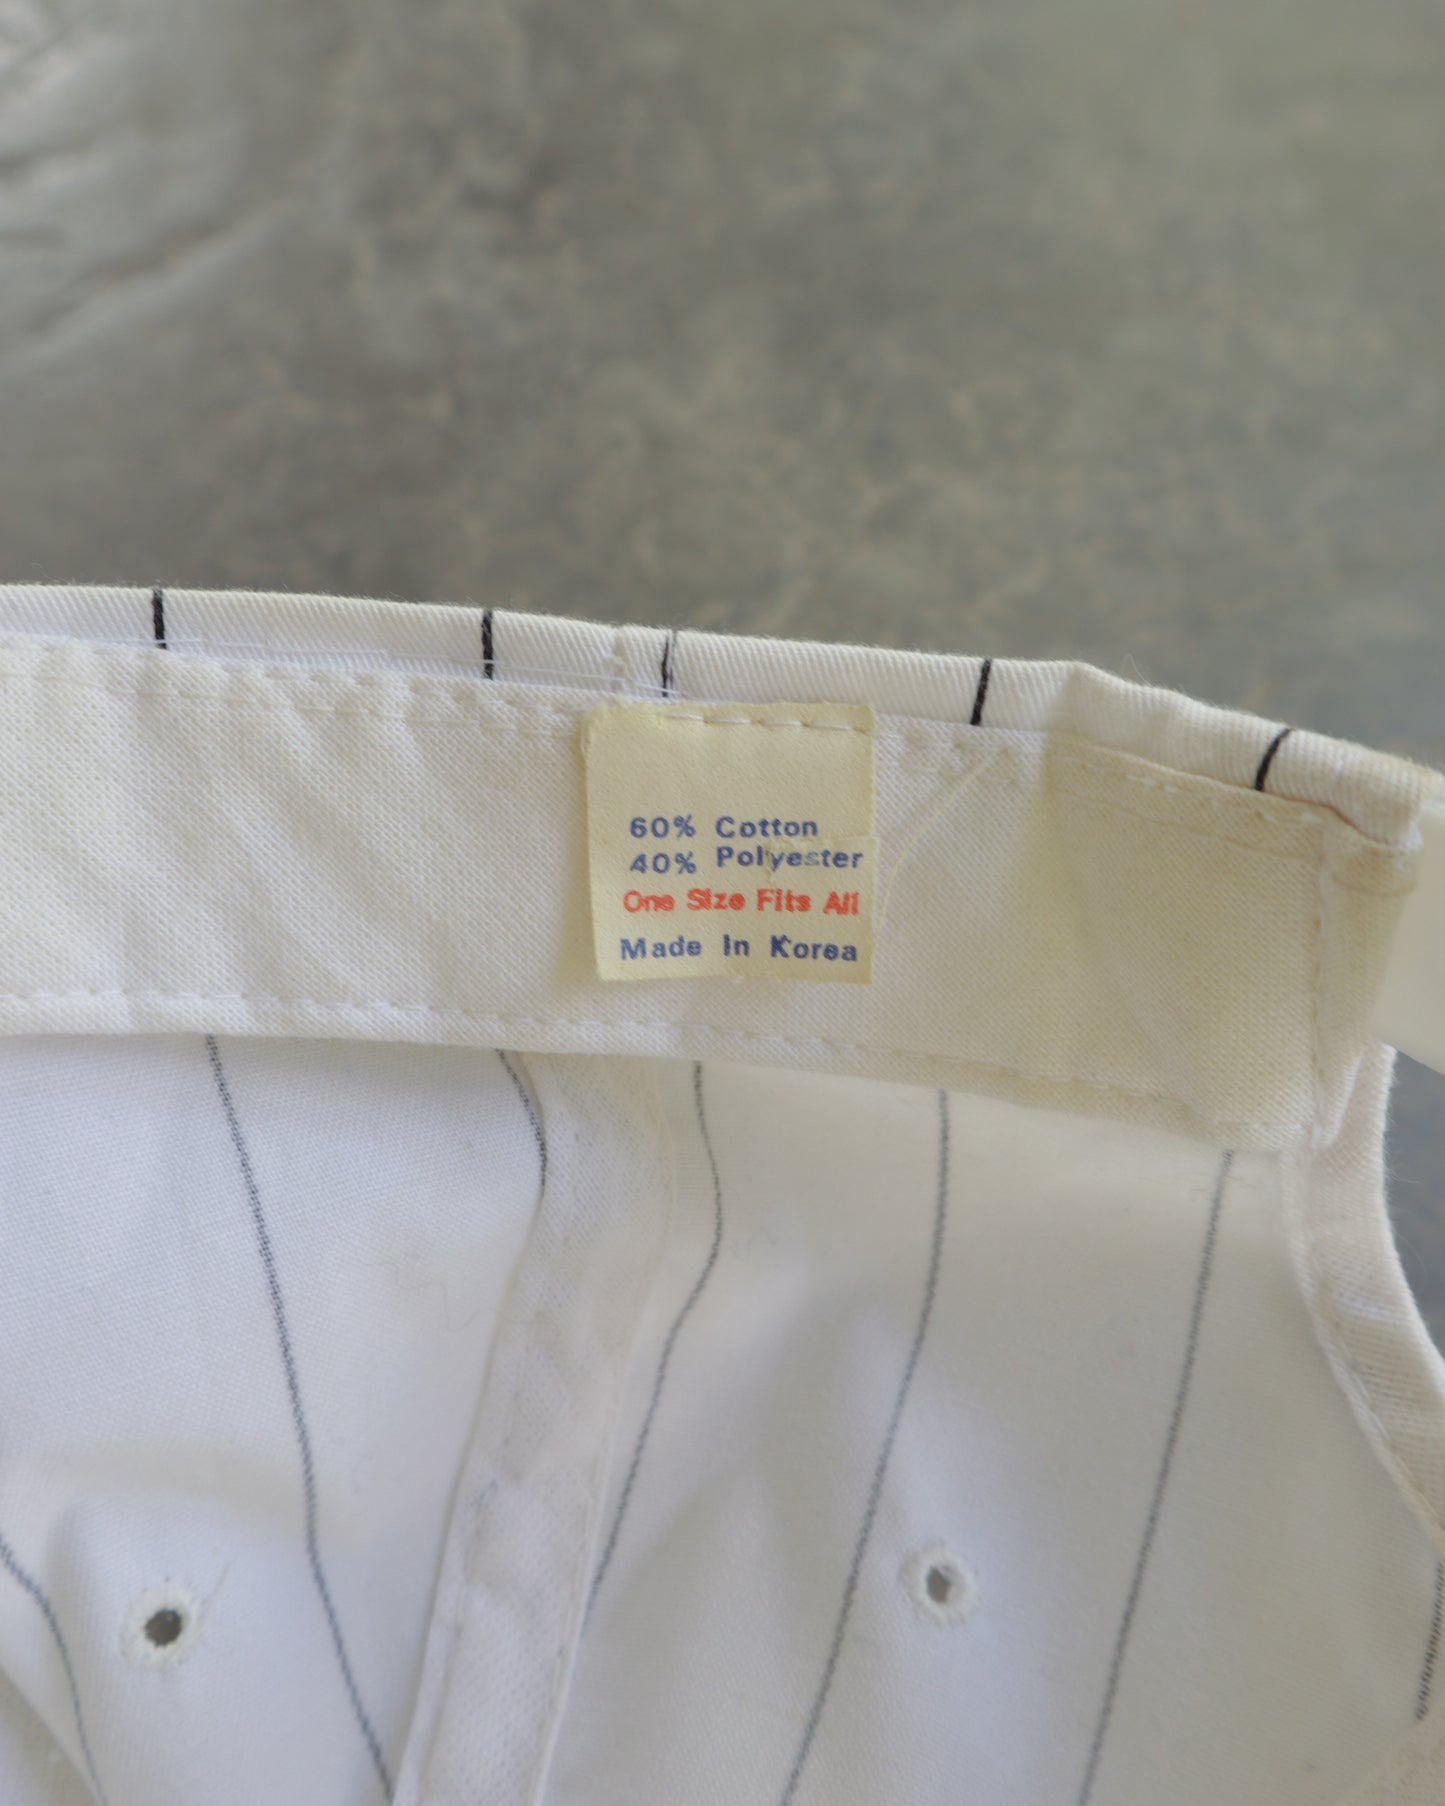 60% Cotton
40% Polyester
One Size Fits All
Made In Korea